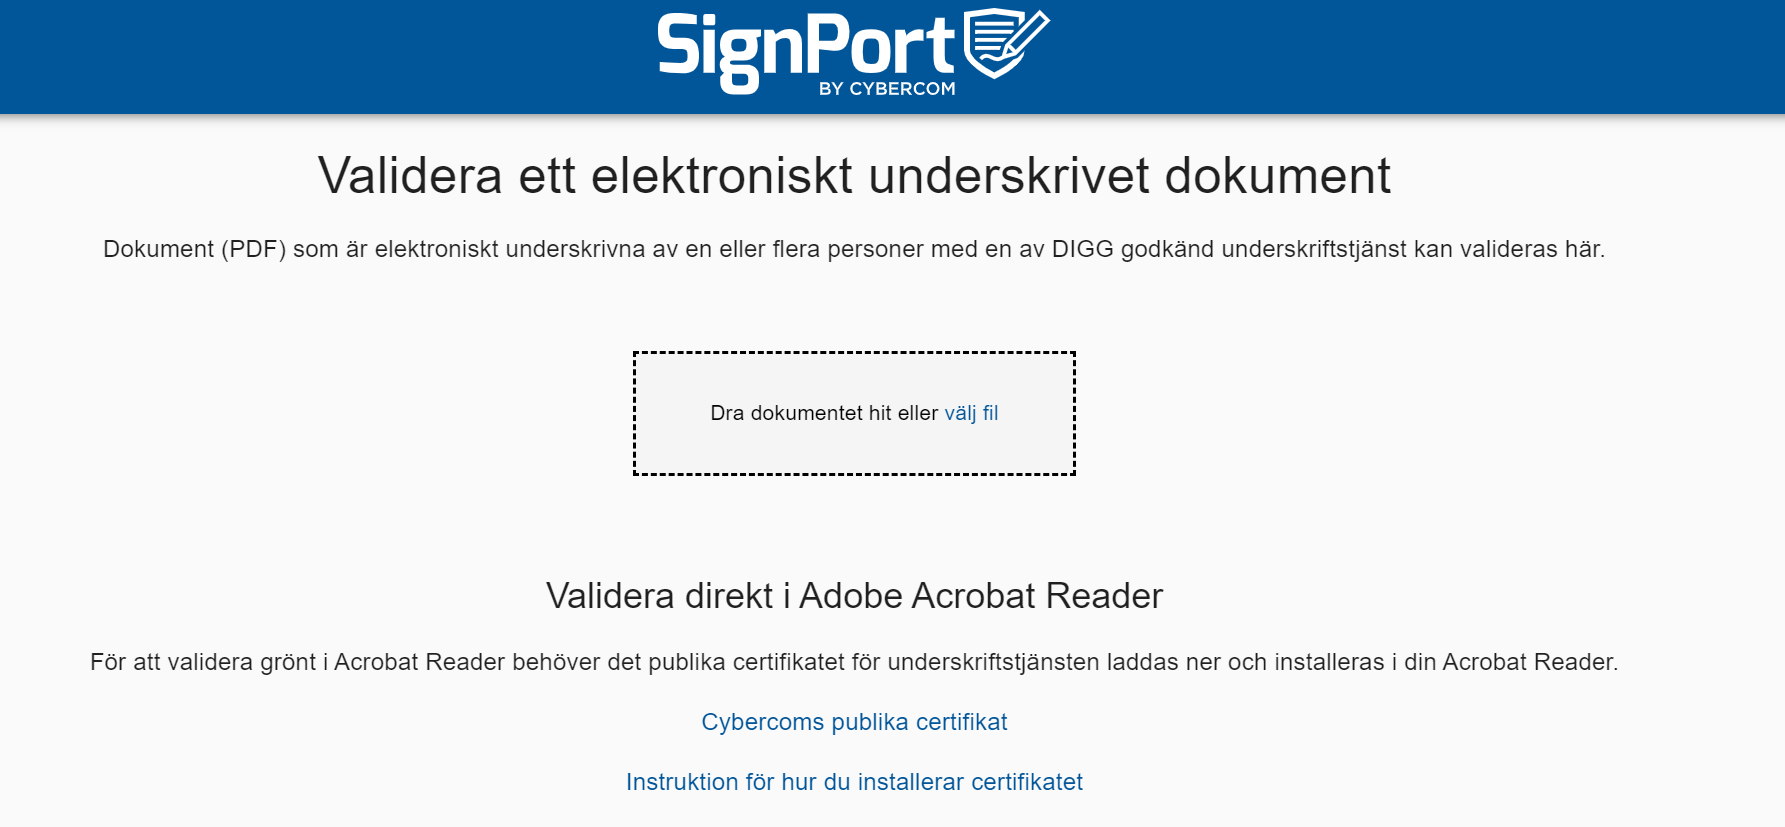 SignPort
BY CYBERCOM
Validera ett elektroniskt underskrivet dokument
Dokument (PDF) som är elektroniskt underskrivna av en eller flera personer med en av DIGG godkänd underskriftstjänst kan valideras här.
Dra dokumentet hit eller välj fil
Validera direkt i Adobe Acrobat Reader
För att validera grönt i Acrobat Reader behöver det publika certifikatet för underskriftstjänsten laddas ner och installeras i din Acrobat Reader.
Cybercoms publika certifikat
Instruktion för hur du installerar certifikatet